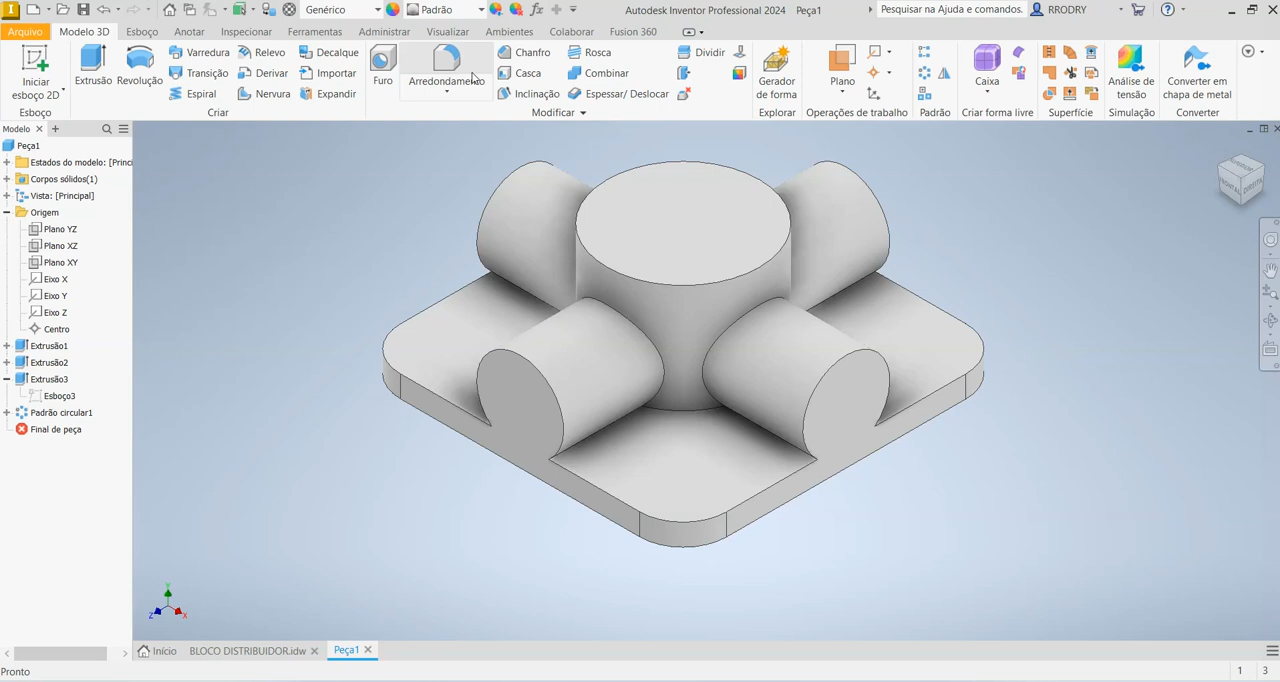 Genérico
Padrão
Autodesk Inventor Professional 2024 Peça1
Pesquisar na Ajuda e comandos.
RRODRY
Arquivo Modelo 3D Esboço Anotar Inspecionar Ferramentas Administrar Visualizar Ambientes Colaborar Fusion 360
Iniciar
esboço 2D
Extrusão
Revolução
Varredura
Transição
Espiral
Relevo
Derivar
Nervura
Decalque
Importar
Expandir
Furo
Arredondamento
Chanfro
Casca
Inclinação
Rosca
Combinar
Espessar/ Deslocar
Dividir
Gerador
de forma
Plano
Caixa
Análise de
tensão
Converter em
chapa de metal
Esboço Criar Modificar Explorar Operações de trabalho Padrão Criar forma livre Superfície Simulação Converter
Modelo
Peça1
Estados do modelo: [Princi
Corpos sólidos(1)
Vista: [Principal]
Origem
Plano YZ
Plano XZ
Plano XY
Eixo X
Eixo Y
Eixo Z
Centro
Extrusão1
Extrusão2
Extrusão3
Esboço3
Padrão circular1
Final de peça
FRONTAL DIREITA
Y
Z X
Início BLOCO DISTRIBUIDOR.idw Peça1
Pronto
1 3